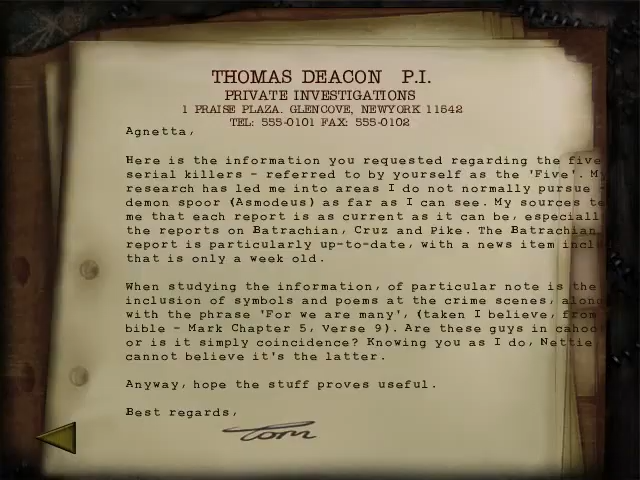 THOMAS DEACON P.I.
PRIVATE INVESTIGATIONS
1 PRAISE PLAZA. GLENCOVE, NEWYORK 11542
TEL: 555-0101 FAX: 555-0102
Agnetta,
Here is the information you requested regarding the five
serial killers - referred to by yourself as the 'Five'. My
research has led me into areas I do not normally pursue -
demon spoor (Asmodeus) as far as I can see. My sources te
me that each report is as current as it can be, especiall
the reports on Batrachian, Cruz and Pike. The Batrachian
report is particularly up-to-date, with a news item inclu
that is only a week old.
When studying the information, of particular note is the
inclusion of symbols and poems at the crime scenes, along
with the phrase 'For we are many', (taken I believe, from
bible - Mark Chapter 5, Verse 9). Are these guys in cahoo
or is it simply coincidence? Knowing you as I do, Nettie
cannot believe it's the latter.
Anyway, hope the stuff proves useful.
Best regards,
Tom